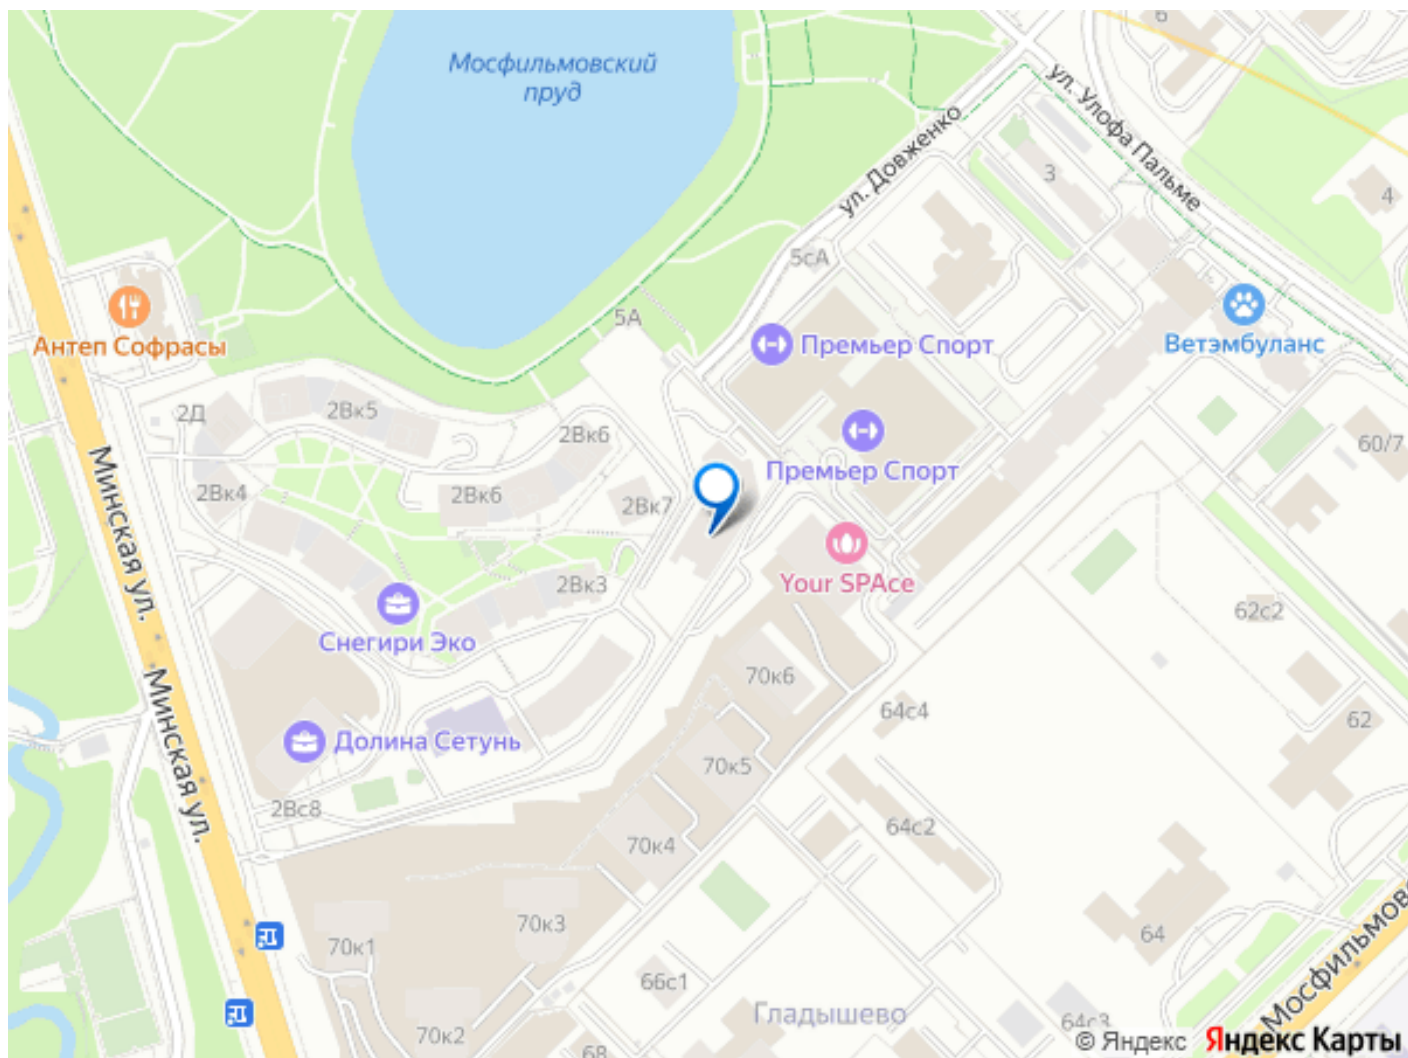 Мосфильмовский
пруд
6
ул. Улофа Пальме
ул. Довженко
3
4
5сА
5А
Антеп Софрасы
Премьер Спорт
Ветэмбуланс
2Д
2Вк5
2Вк6
60/7
Минская ул.
2Вк4
2Вк6
2Вк7
Премьер Спорт
2Вк3
Your SPAce
62с2
Снегири Эко
70к6
64с4
62
Минская ул.
Долина Сетунь
70к5
2Вс8
64с2
70к4
70к3
70к1
64
Мосфильмовс
66с1
Гладышево
70к2
64с3
68
© Яндекс
Яндекс Карты